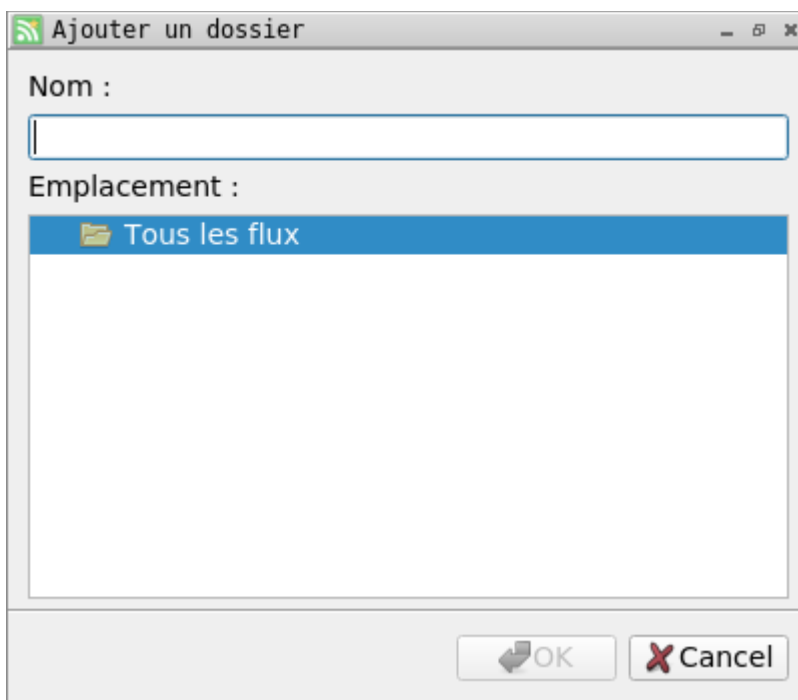 Ajouter un dossier
Nom :
Emplacement :
Tous les flux
OK Cancel